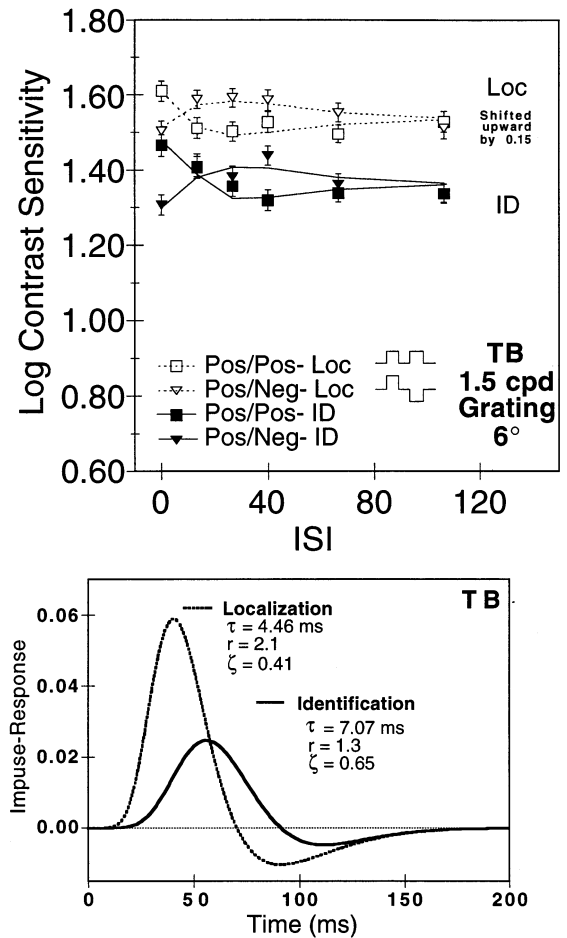 1.80
1.60
1.40
1.20
1.00
0.80
0.60
Log Contrast Sensitivity
Loc
Shifted
upward
by 0.15
ID
Pos/Pos- Loc
Pos/Neg- Loc
Pos/Pos- ID
Pos/Neg- ID
TB
1.5 cpd
Grating
6°
0 40 80 120
ISI
TB
0.06
0.04
0.02
0.00
Impuse-Response
Localization
τ = 4.46 ms
r = 2.1
ζ = 0.41
Identification
τ = 7.07 ms
r = 1.3
ζ = 0.65
0 50 100 150 200
Time (ms)